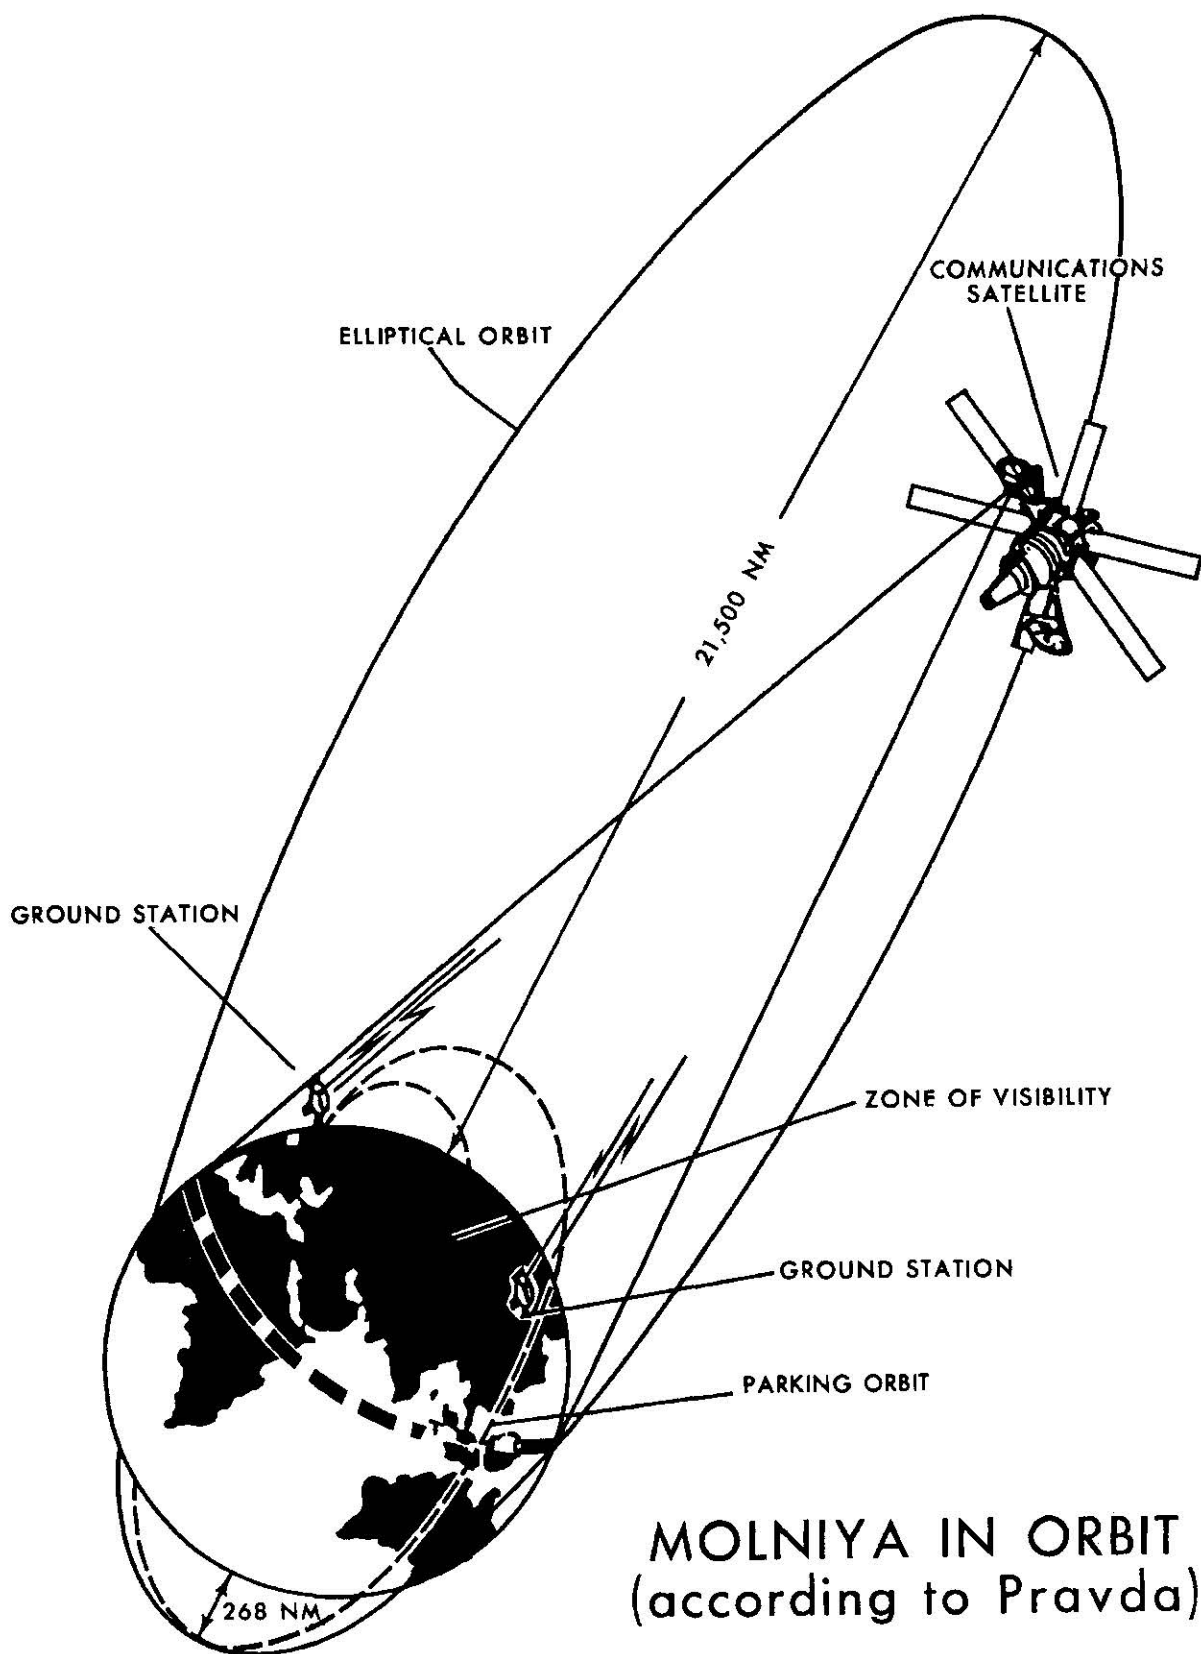 COMMUNICATIONS
SATELLITE
ELLIPTICAL ORBIT
21,500 NM
GROUND STATION
ZONE OF VISIBILITY
GROUND STATION
PARKING ORBIT
268 NM
MOLNIYA IN ORBIT
(according to Pravda)